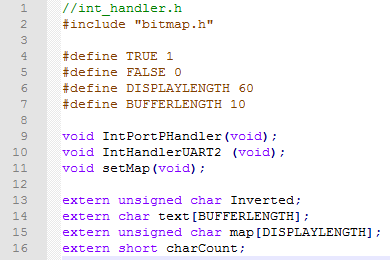 1 //int_handler.h
2 #include "bitmap.h"
3
4 #define TRUE 1
5 #define FALSE 0
6 #define DISPLAYLENGTH 60
7 #define BUFFERLENGTH 10
8
9 void IntPortPHandler(void);
10 void IntHandlerUART2 (void);
11 void setMap(void);
12
13 extern unsigned char Inverted;
14 extern char text[BUFFERLENGTH];
15 extern unsigned char map[DISPLAYLENGTH];
16 extern short charCount;